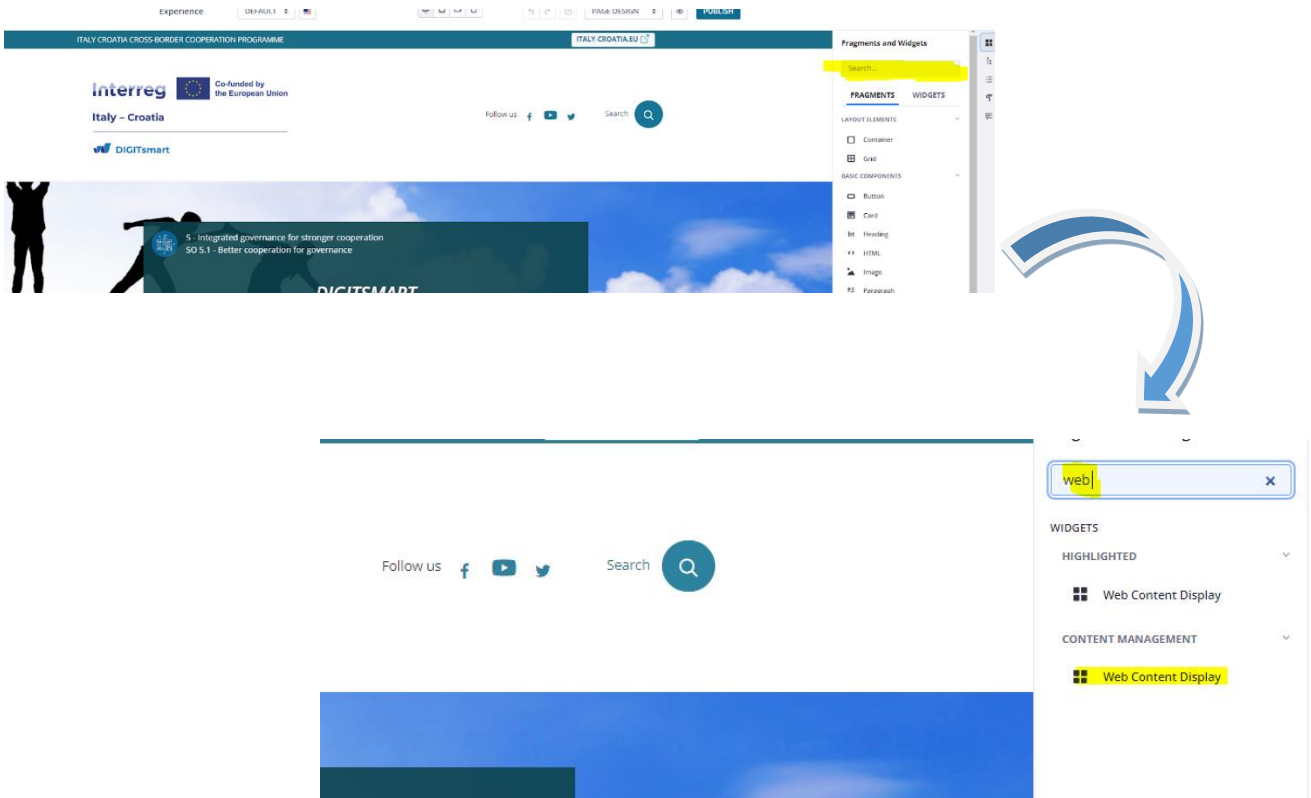 Experience DEFAULT PAGE DESIGN PUBLISH
ITALY CROATIA CROSS-BORDER COOPERATION PROGRAMME ITALY-CROATIA.EU
Fragments and Widgets
Search...
FRAGMENTS WIDGETS
LAYOUT ELEMENTS
Container
Grid
BASIC COMPONENTS
Button
Card
Heading
HTML
Image
Paragraph
Interreg Co-funded by
the European Union
Italy – Croatia
DIGITsmart
Follow us Search
5 - Integrated governance for stronger cooperation
SO 5.1 - Better cooperation for governance
DIGITSMART
web
WIDGETS
HIGHLIGHTED
Web Content Display
CONTENT MANAGEMENT
Web Content Display
Follow us Search